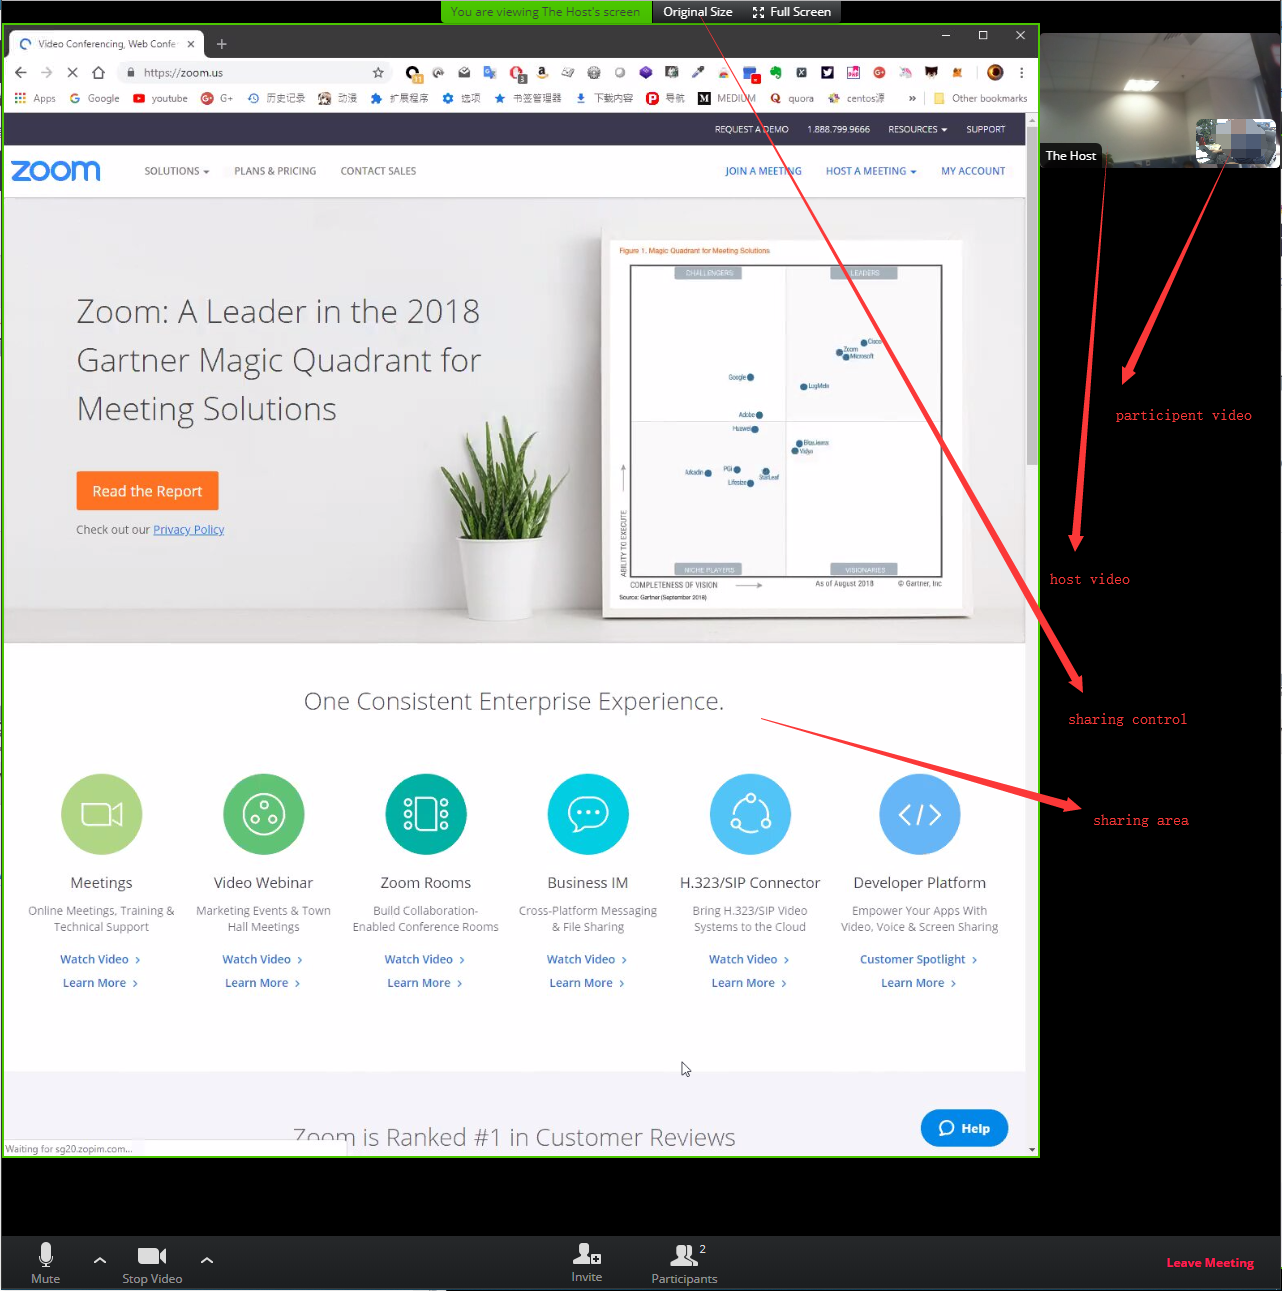 You are viewing The Host's screen
Original Size
Full Screen
Video Conferencing, Web Confe
https://zoom.us
Apps
Google
youtube
G+
历史记录
动漫
扩展程序
选项
书签管理器
下载内容
导航
MEDIUM
quora
centos源
Other bookmarks
REQUEST A DEMO
1.888.799.9666
RESOURCES
SUPPORT
zoom
SOLUTIONS
PLANS & PRICING
CONTACT SALES
JOIN A MEETING
HOST A MEETING
MY ACCOUNT
The Host
Zoom: A Leader in the 2018
Gartner Magic Quadrant for
Meeting Solutions
Read the Report
Check out our Privacy Policy
Figure 1. Magic Quadrant for Meeting Solutions
CHALLENGERS
LEADERS
Cisco
Zoom
Microsoft
Google
LogMeIn
Adobe
Huawei
BlueJeans
Vidyo
PGi
Lifesize
StarLeaf
ABILITY TO EXECUTE
NICHE PLAYERS
VISIONARIES
COMPLETENESS OF VISION
As of August 2018
© Gartner, Inc
Source: Gartner (September 2018)
participent video
host video
sharing control
sharing area
One Consistent Enterprise Experience.
Meetings
Online Meetings, Training &
Technical Support
Watch Video >
Learn More >
Video Webinar
Marketing Events & Town
Hall Meetings
Watch Video >
Learn More >
Zoom Rooms
Build Collaboration-
Enabled Conference Rooms
Watch Video >
Learn More >
Business IM
Cross-Platform Messaging
& File Sharing
Watch Video >
Learn More >
H.323/SIP Connector
Bring H.323/SIP Video
Systems to the Cloud
Watch Video >
Learn More >
Developer Platform
Empower Your Apps With
Video, Voice & Screen Sharing
Customer Spotlight >
Learn More >
Zoom is Ranked #1 in Customer Reviews
Help
Waiting for sg20.zopim.com...
Mute
Stop Video
Invite
Participants
2
Leave Meeting